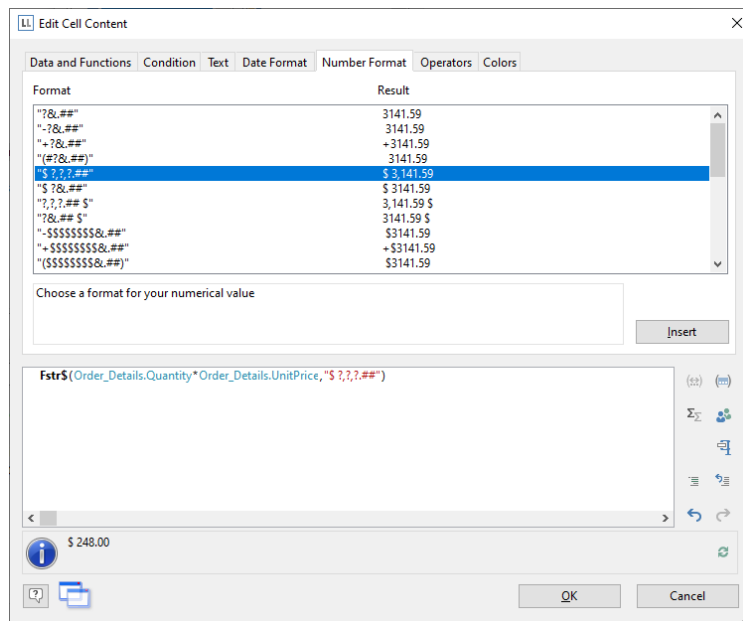 LL Edit Cell Content
Data and Functions Condition Text Date Format Number Format Operators Colors
Format Result
"?&.##" 3141.59
"-?&.##" 3141.59
"+?&.##" +3141.59
"(#?&.##)" 3141.59
"$ ?,?,?.##" $ 3,141.59
"$ ?&.##" $ 3141.59
"?,?,?.## $" 3,141.59 $
"?&.## $" 3141.59 $
"-$$$$$$$$&.##" $3141.59
"+$$$$$$$$&.##" +$3141.59
"($$$$$$$$&.##)" $3141.59
Choose a format for your numerical value
Insert
Fstr$(Order_Details.Quantity*Order_Details.UnitPrice,"$ ?,?,?.##")
$ 248.00
OK Cancel